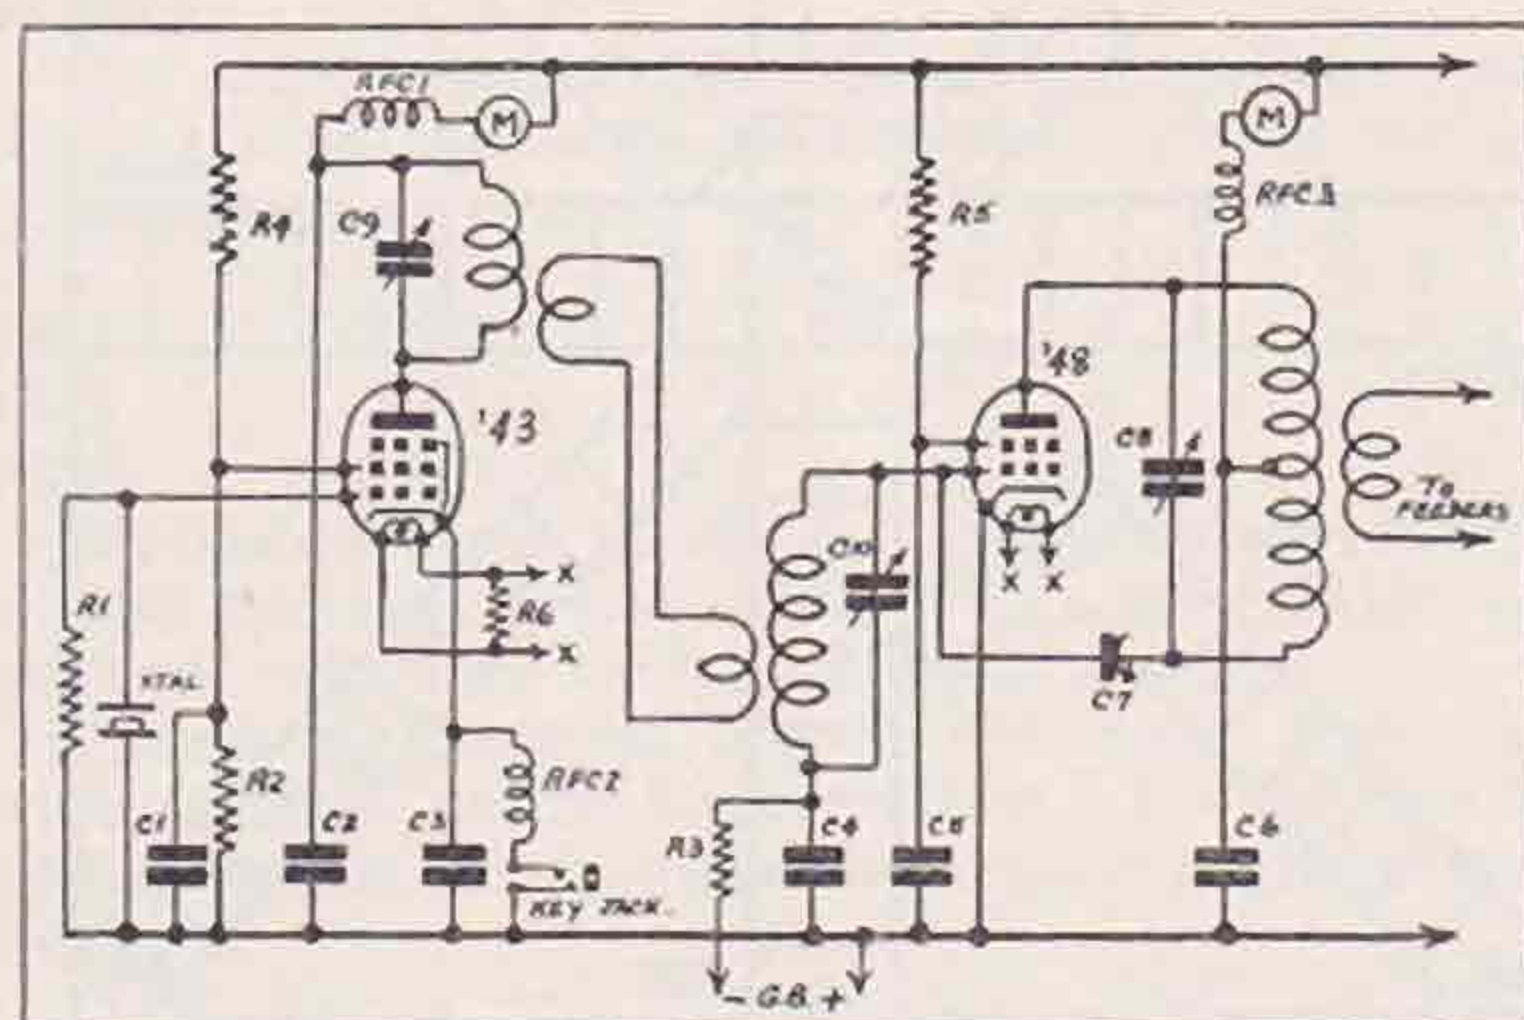 RFC1
M
M
R4
C9
R5
RFC3
'43
'48
C8
TO
FEEDERS
C10
X
X
X
R6
X
R1
XTAL
C7
R2
RFC2
C1
C2
C3
R3
C4
C5
C6
KEY JACK
- G.B. +